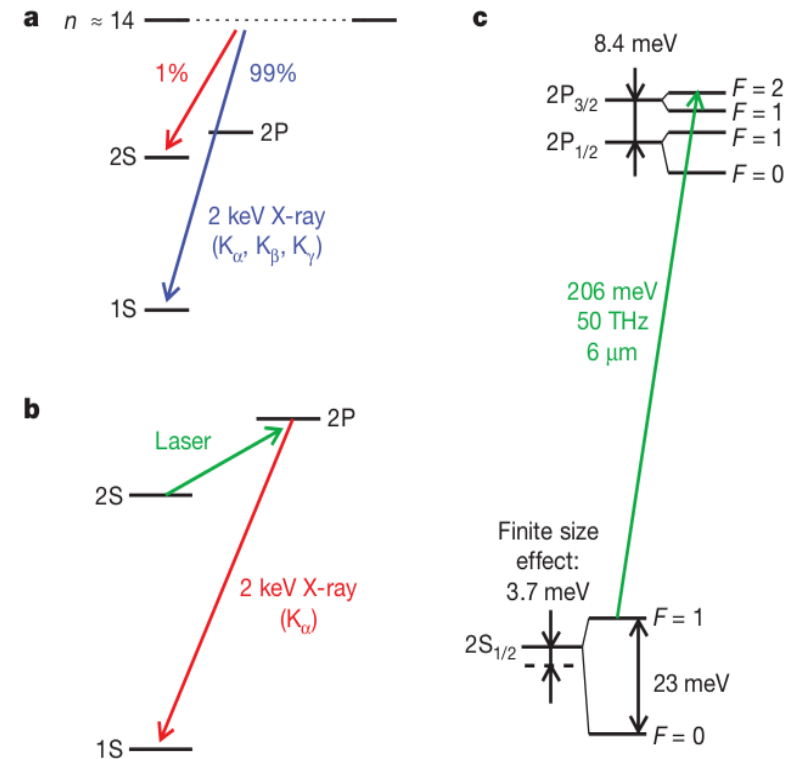 a
n ≈ 14
1%
99%
2P
2S
2 keV X-ray
(Kα, Kβ, Kγ)
1S
b
2P
Laser
2S
2 keV X-ray
(Kα)
1S
c
8.4 meV
2P3/2
F = 2
F = 1
2P1/2
F = 1
F = 0
206 meV
50 THz
6 μm
Finite size
effect:
3.7 meV
2S1/2
F = 1
23 meV
F = 0